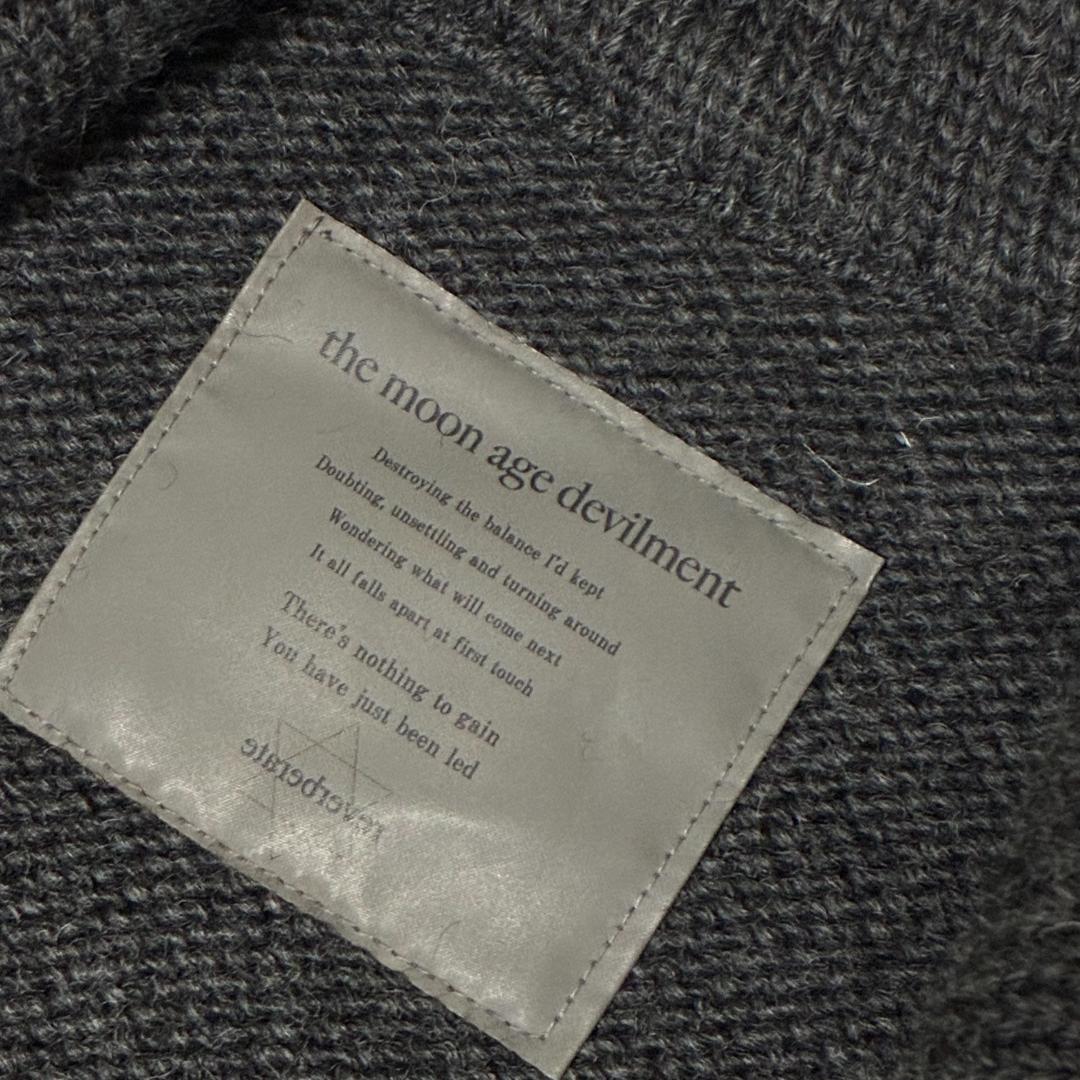 the moon age devilment
Destroying the balance I'd kept
Doubting, unsettling and turning around
Wondering what will come next
It all falls apart at first touch
There's nothing to gain
You have just been led
reverberate